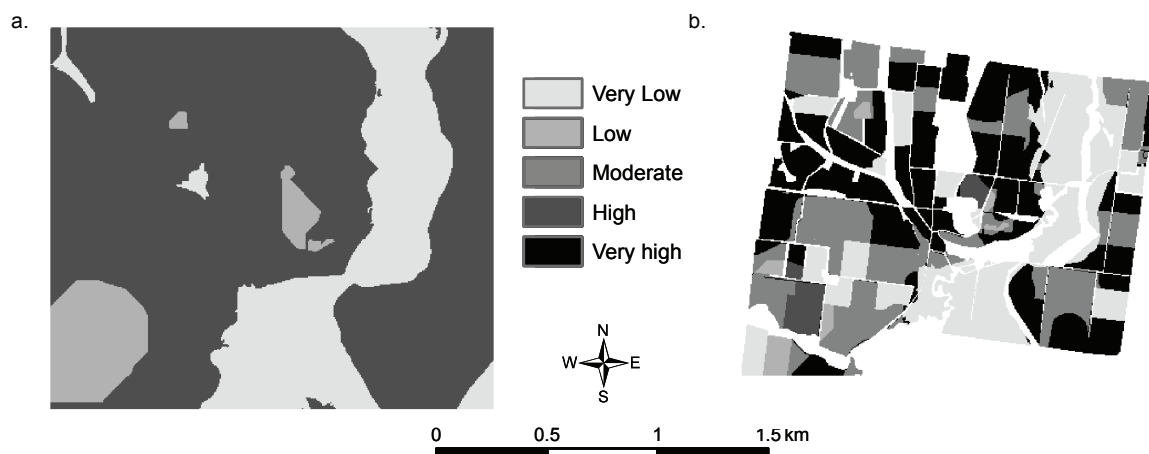 a.
b.
Very Low
Low
Moderate
High
Very high
N
W E
S
0 0.5 1 1.5 km